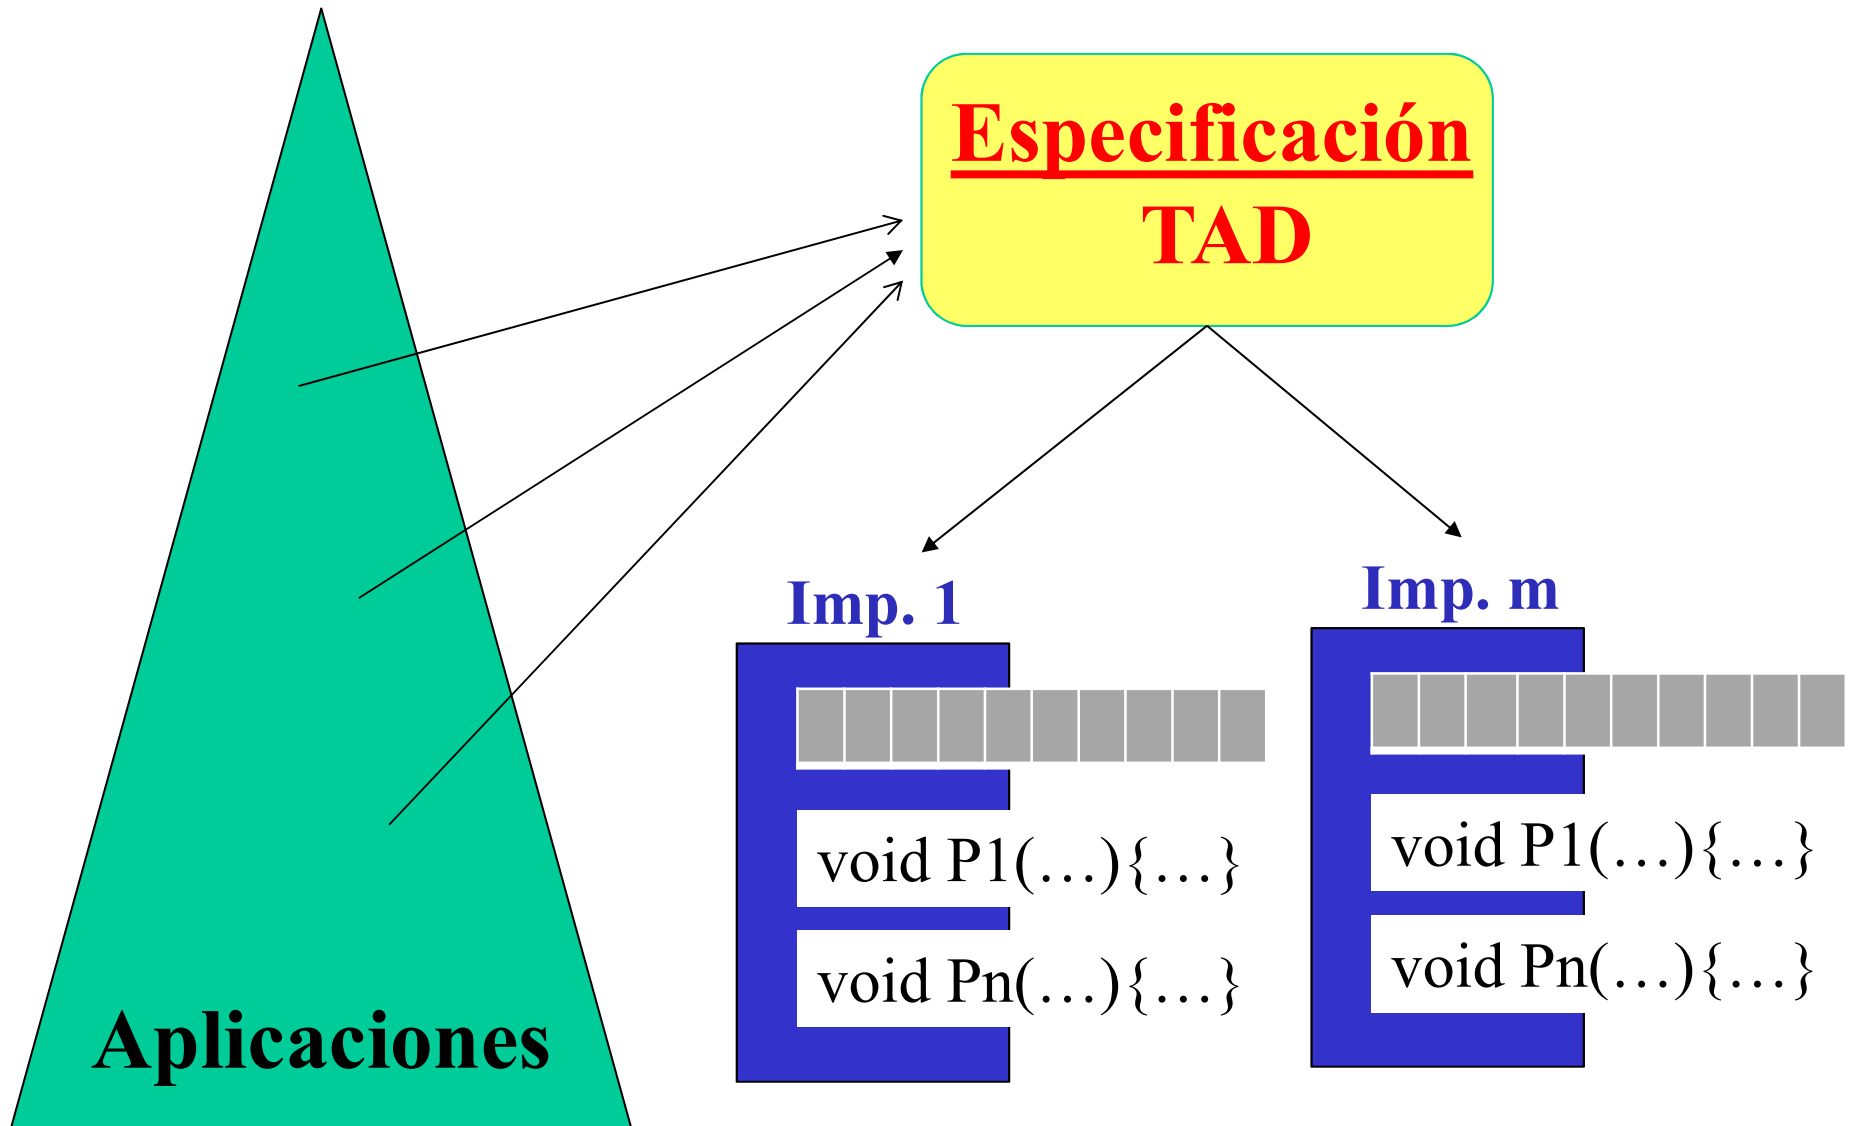 Especificación
TAD
Imp. 1
Imp. m
void P1(…){…}
void P1(…){…}
void Pn(…){…}
void Pn(…){…}
Aplicaciones